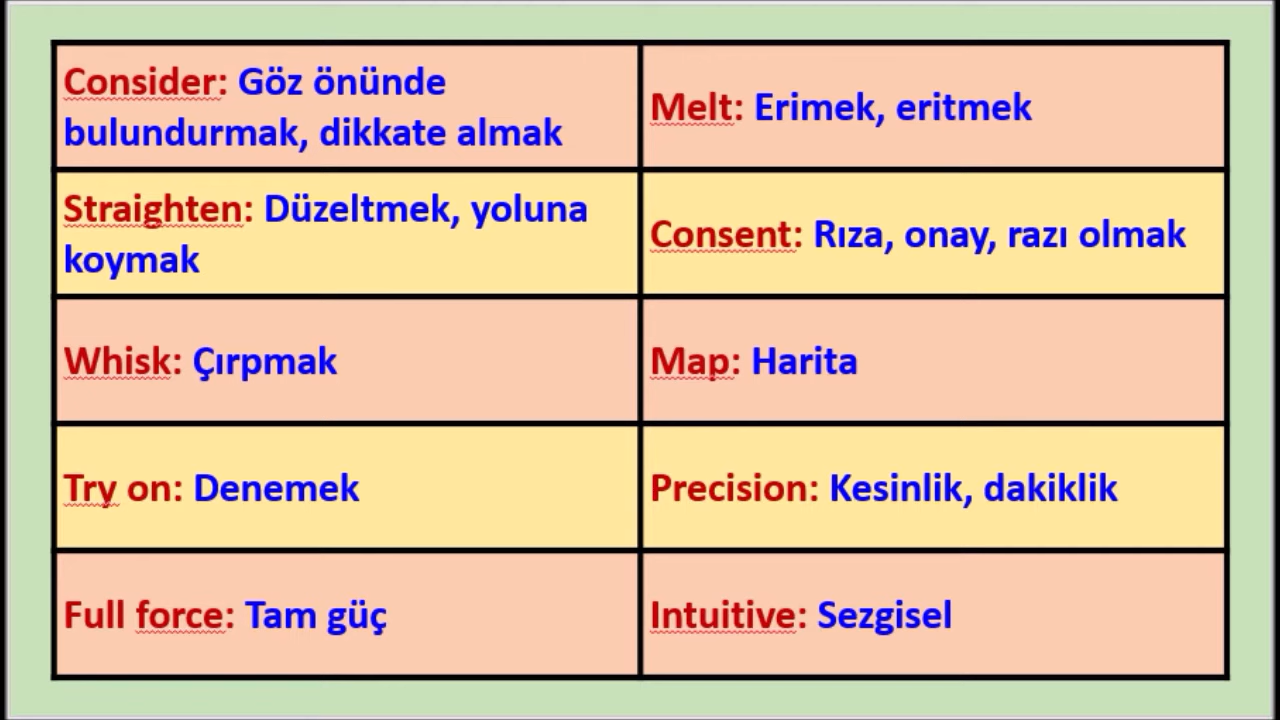 Consider: Göz önünde
bulundurmak, dikkate almak
Melt: Erimek, eritmek
Straighten: Düzeltmek, yoluna
koymak
Consent: Rıza, onay, razı olmak
Whisk: Çırpmak
Map: Harita
Try on: Denemek
Precision: Kesinlik, dakiklik
Full force: Tam güç
Intuitive: Sezgisel